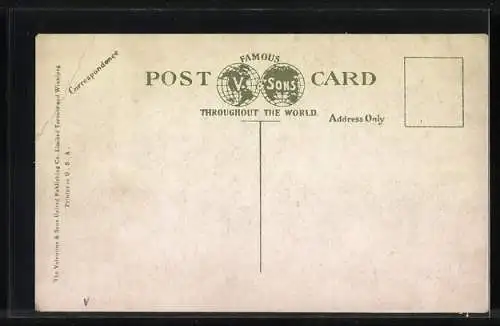 FAMOUS
POST CARD
V. SONS
THROUGHOUT THE WORLD.
Correspondence
Address Only
The Valentine & Sons United Publishing Co. Limited Toronto and Winnipeg
Printed in U. S. A.
V